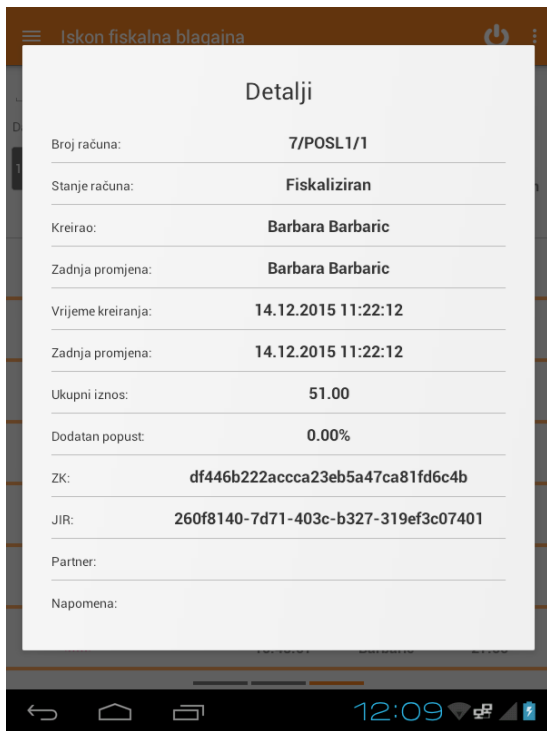 Iskon fiskalna blagajna
Detalji
Broj računa: 7/POSL1/1
Stanje računa: Fiskaliziran
Kreirao: Barbara Barbaric
Zadnja promjena: Barbara Barbaric
Vrijeme kreiranja: 14.12.2015 11:22:12
Zadnja promjena: 14.12.2015 11:22:12
Ukupni iznos: 51.00
Dodatan popust: 0.00%
ZK: df446b222accca23eb5a47ca81fd6c4b
JIR: 260f8140-7d71-403c-b327-319ef3c07401
Partner:
Napomena:
12:09